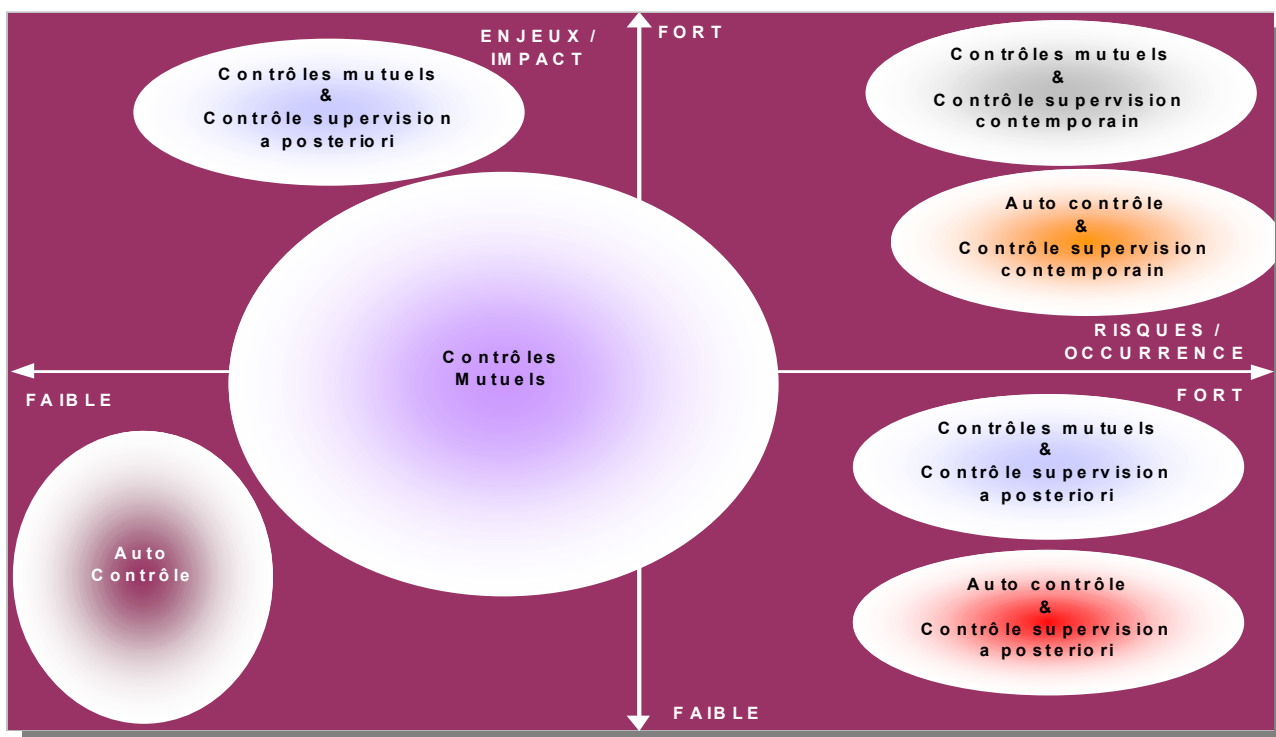 ENJEUX /
IMPACT
FORT
Contrôles mutuels
&
Contrôle supervision
a posteriori
Contrôles mutuels
&
Contrôle supervision
contemporain
Auto contrôle
&
Contrôle supervision
contemporain
RISQUES /
OCCURRENCE
Contrôles
Mutuels
FAIBLE
FORT
Contrôles mutuels
&
Contrôle supervision
a posteriori
Auto
Contrôle
Auto contrôle
&
Contrôle supervision
a posteriori
FAIBLE